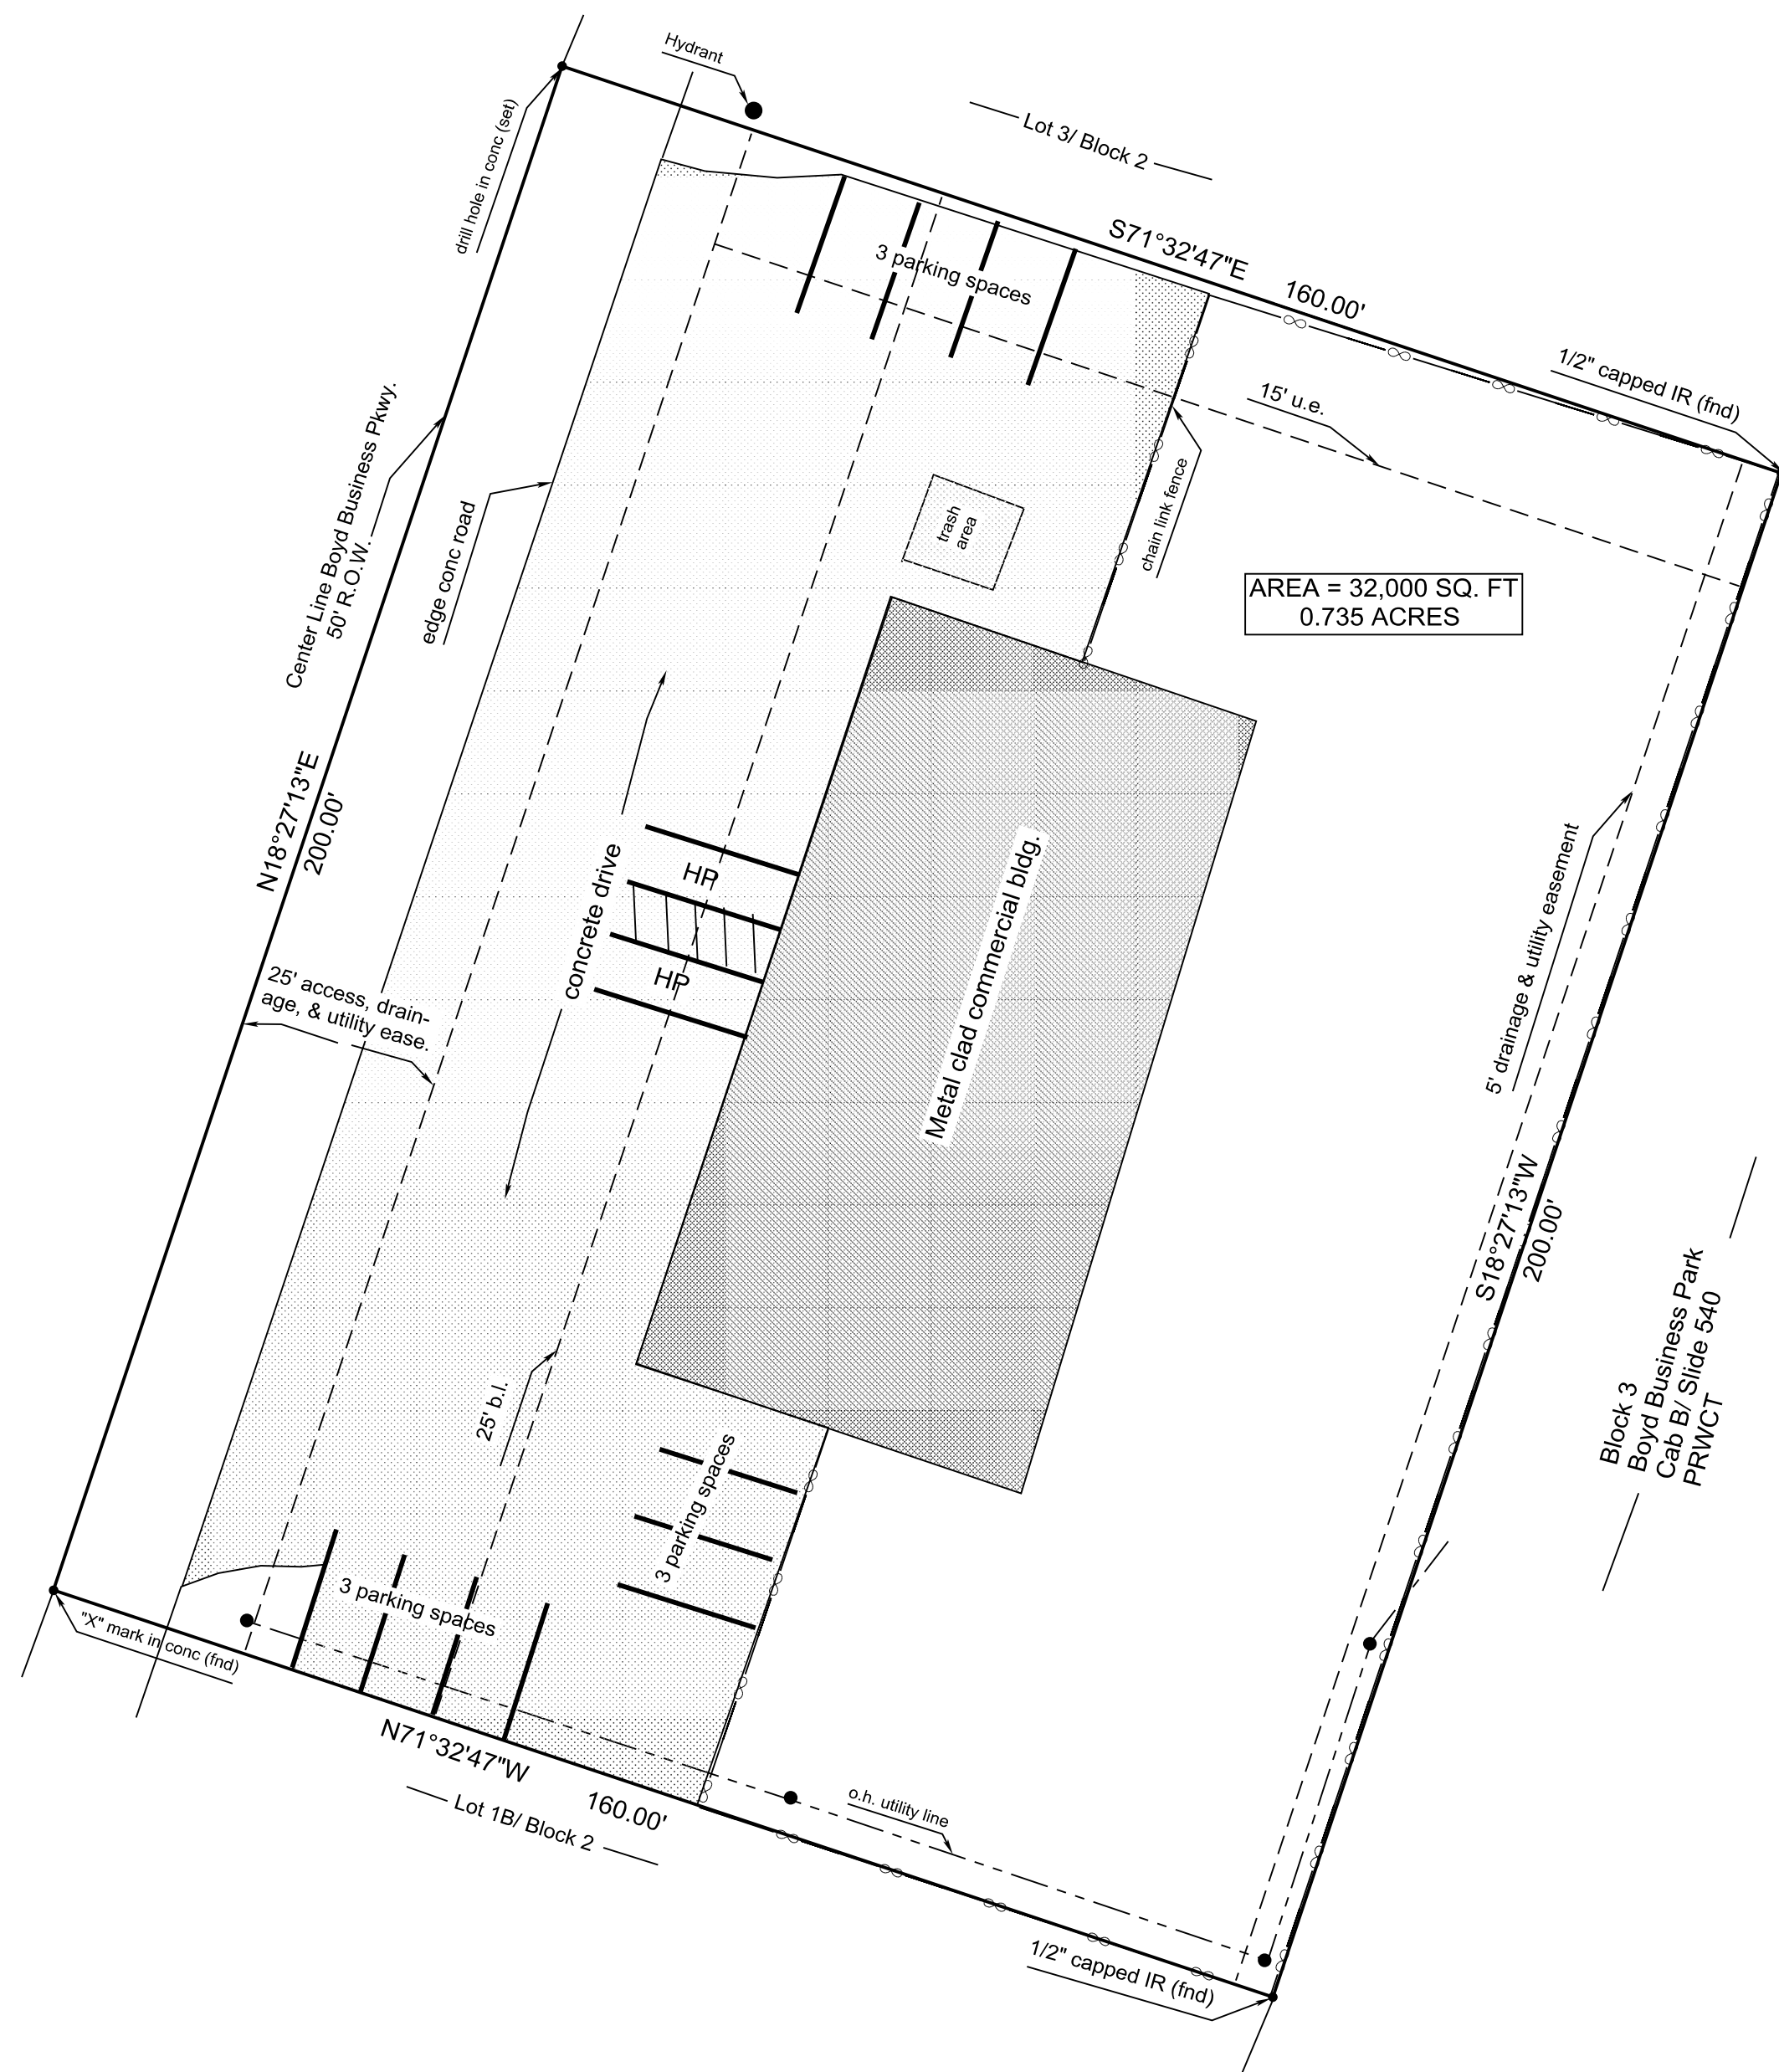 Hydrant
drill hole in conc (set)
Lot 3/ Block 2
S71°32'47"E
160.00'
3 parking spaces
1/2" capped IR (fnd)
15' u.e.
Center Line Boyd Business Pkwy.
50' R.O.W.
edge conc road
chain link fence
trash
area
AREA = 32,000 SQ. FT
0.735 ACRES
N18°27'13"E
200.00'
concrete drive
HP
HP
Metal clad commercial bldg.
5' drainage & utility easement
25' access, drain-
age, & utility ease.
S18°27'13"W
200.00'
Block 3
Boyd Business Park
Cab B/ Slide 540
PRWCT
25' b.l.
3 parking spaces
3 parking spaces
"X" mark in conc (fnd)
N71°32'47"W
160.00'
Lot 1B/ Block 2
o.h. utility line
1/2" capped IR (fnd)